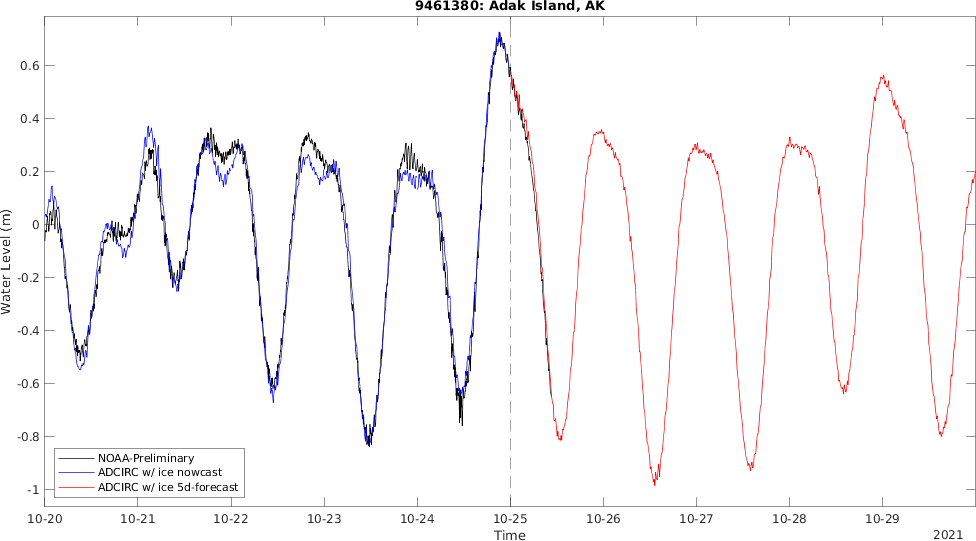 9461380: Adak Island, AK
Water Level (m)
0.6
0.4
0.2
0
-0.2
-0.4
-0.6
-0.8
-1
NOAA-Preliminary
ADCIRC w/ ice nowcast
ADCIRC w/ ice 5d-forecast
10-20 10-21 10-22 10-23 10-24 10-25 10-26 10-27 10-28 10-29
Time
2021